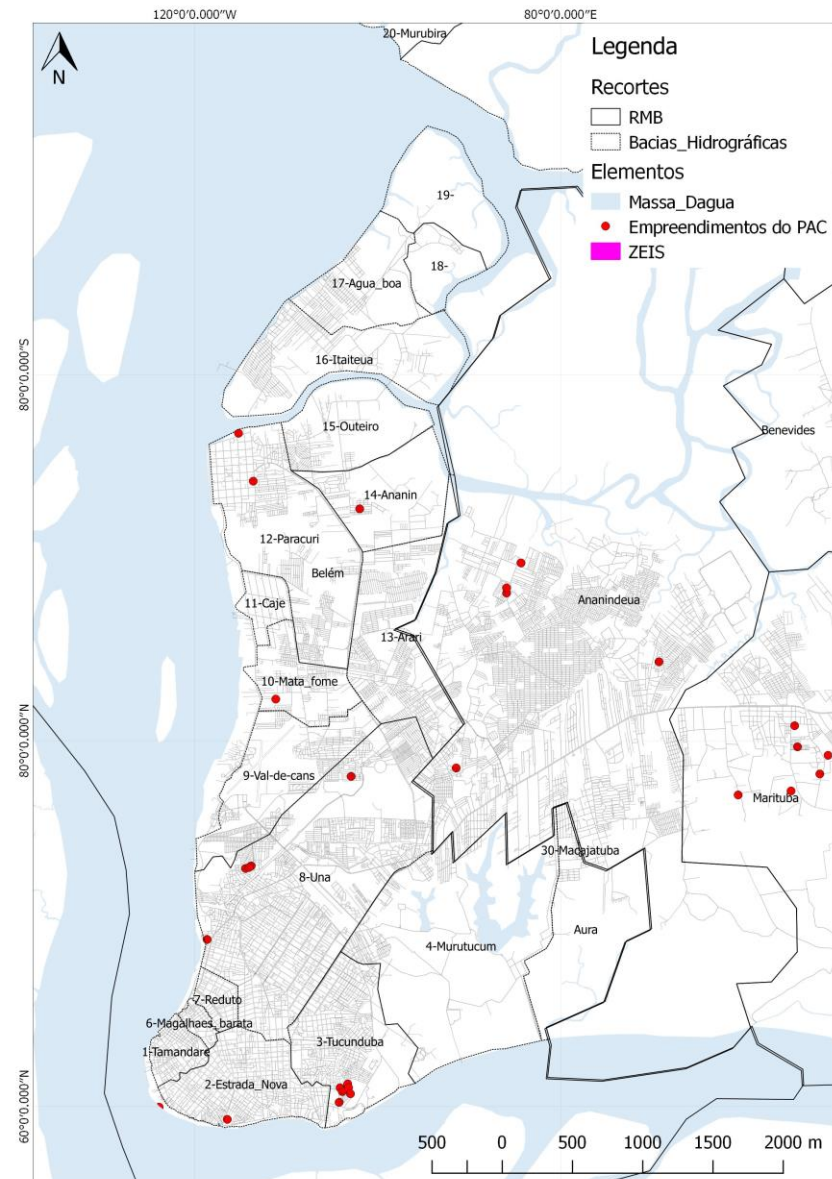 120°0'0.000"W
80°0'0.000"E
20-Murubira
N
Legenda
Recortes
RMB
Bacias_Hidrográficas
Elementos
Massa_Dagua
Empreendimentos do PAC
ZEIS
19-
18-
17-Agua_boa
16-Itaiteua
80°0'0.000"S
15-Outeiro
Benevides
14-Ananin
12-Paracuri
Belém
Ananindeua
11-Caje
13-Arari
10-Mata_fome
80°0'0.000"N
9-Val-de-cans
Marituba
30-Macajatuba
8-Una
Aura
4-Murutucum
7-Reduto
6-Magalhaes_barata
3-Tucunduba
1-Tamandare
2-Estrada_Nova
60°0'0.000"N
500 0 500 1000 1500 2000 m